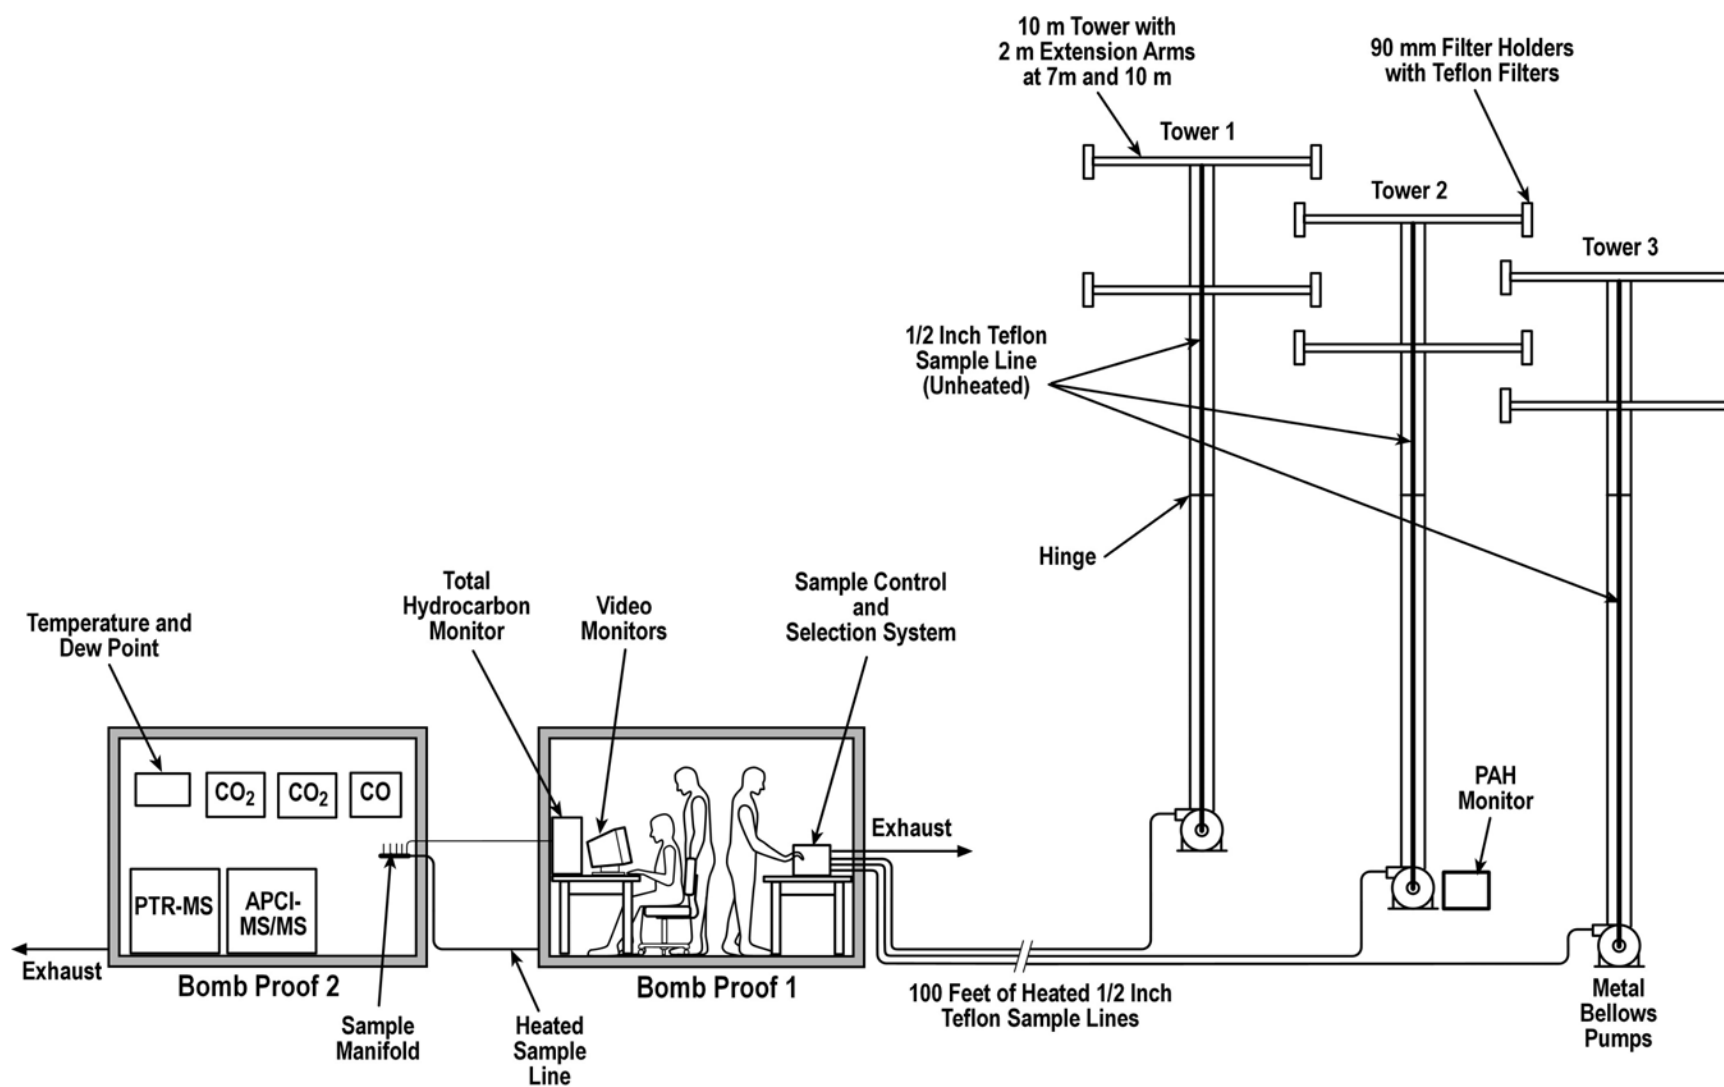 10 m Tower with
2 m Extension Arms
at 7m and 10 m
90 mm Filter Holders
with Teflon Filters
Tower 1
Tower 2
Tower 3
1/2 Inch Teflon
Sample Line
(Unheated)
Hinge
Total
Hydrocarbon
Monitor
Video
Monitors
Sample Control
and
Selection System
Temperature and
Dew Point
CO2
CO2
CO
PTR-MS
APCI-
MS/MS
Exhaust
Exhaust
PAH
Monitor
Bomb Proof 2
Bomb Proof 1
Sample
Manifold
Heated
Sample
Line
100 Feet of Heated 1/2 Inch
Teflon Sample Lines
Metal
Bellows
Pumps